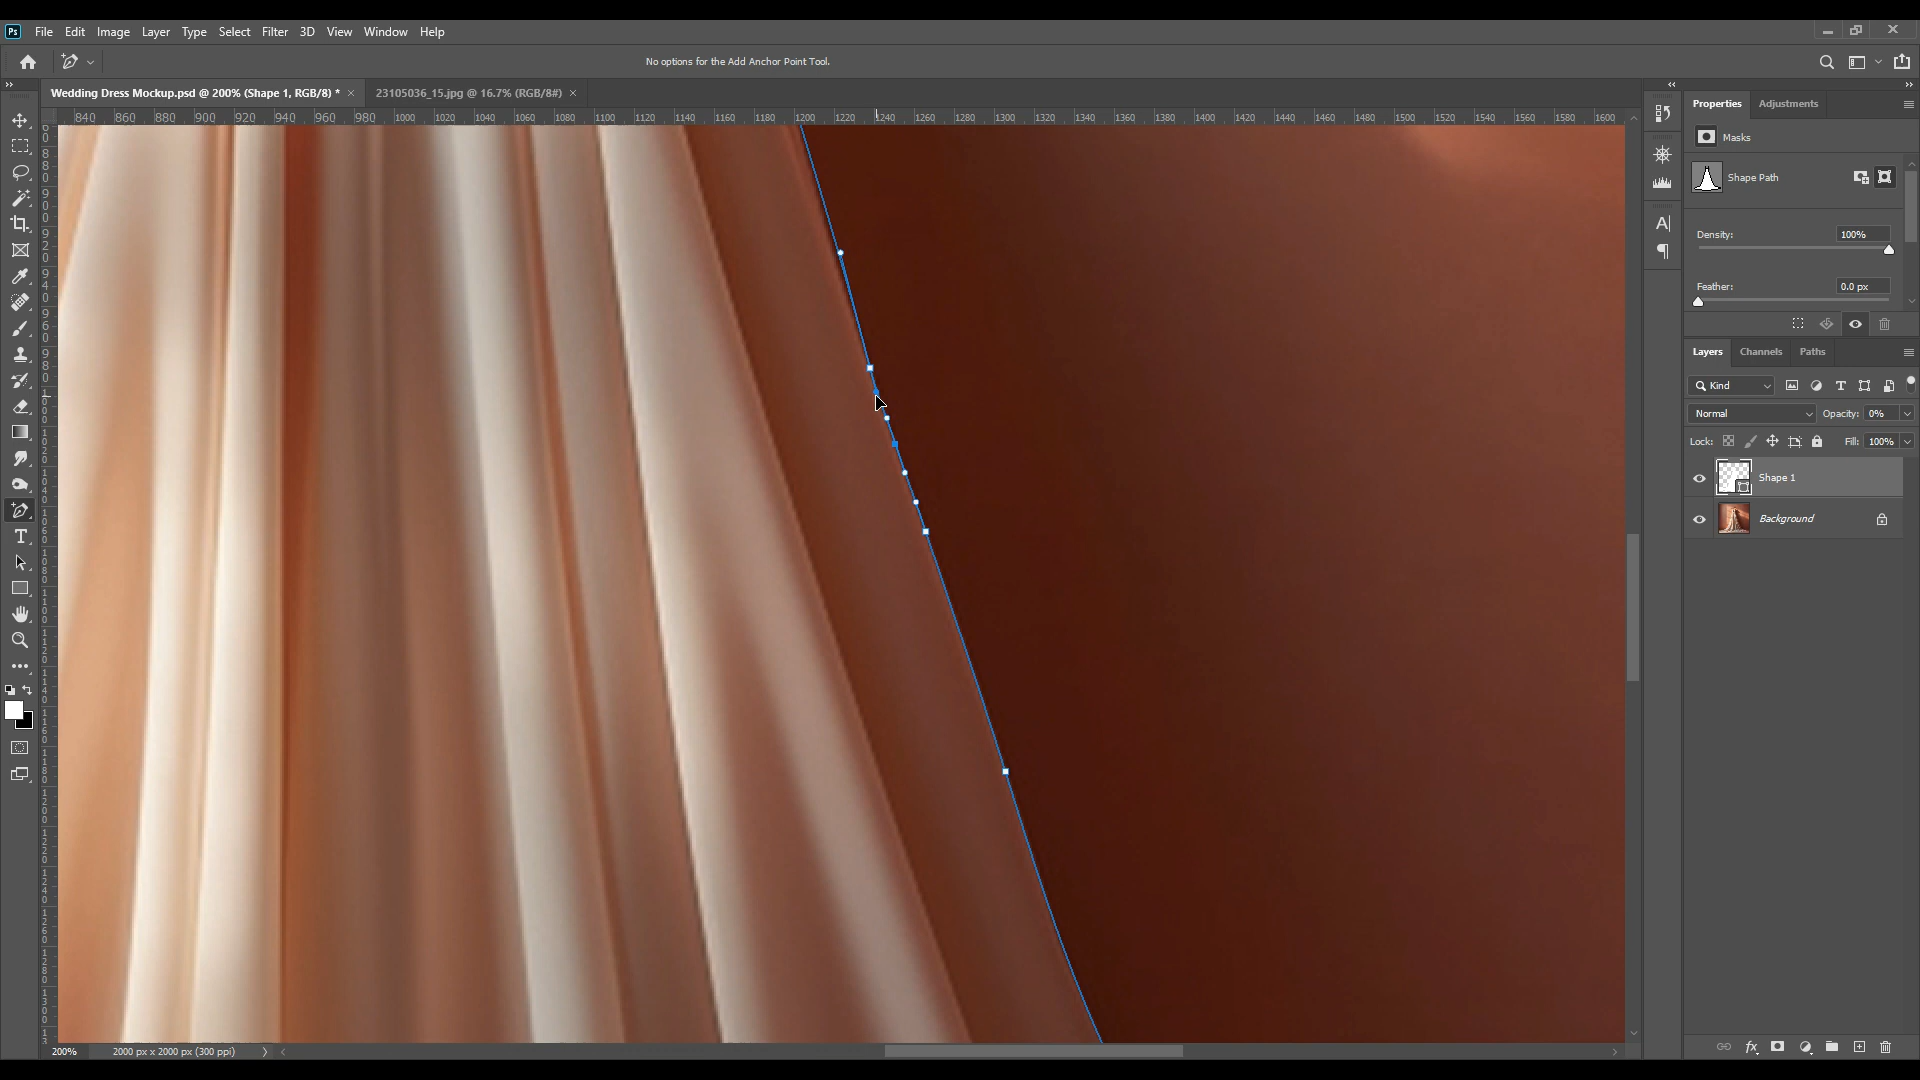 Ps File Edit Image Layer Type Select Filter 3D View Window Help
No options for the Add Anchor Point Tool.
Wedding Dress Mockup.psd @ 200% (Shape 1, RGB/8) *
23105036_15.jpg @ 16.7% (RGB/8#)
840 860 880 900 920 940 960 980 1000 1020 1040 1060 1080 1100 1120 1140 1160 1180 1200 1220 1240 1260 1280 1300 1320 1340 1360 1380 1400 1420 1440 1460 1480 1500 1520 1540 1560 1580 1600
Properties Adjustments
Masks
Shape Path
Density: 100%
Feather: 0.0 px
Layers Channels Paths
Kind
Normal Opacity: 0%
Lock: Fill: 100%
Shape 1
Background
200% 2000 px x 2000 px (300 ppi)